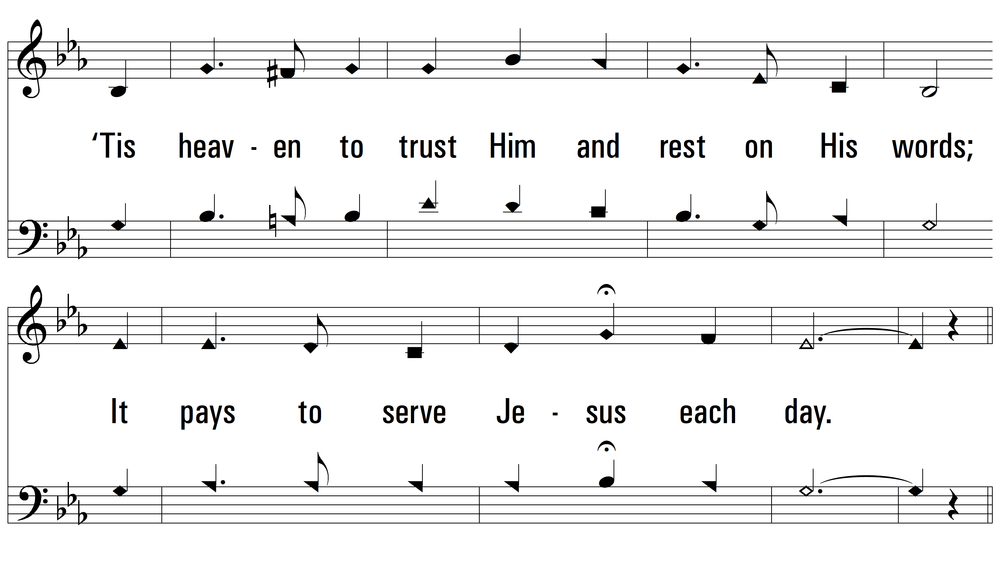 ‘Tis heav - en to trust Him and rest on His words;
It pays to serve Je - sus each day.